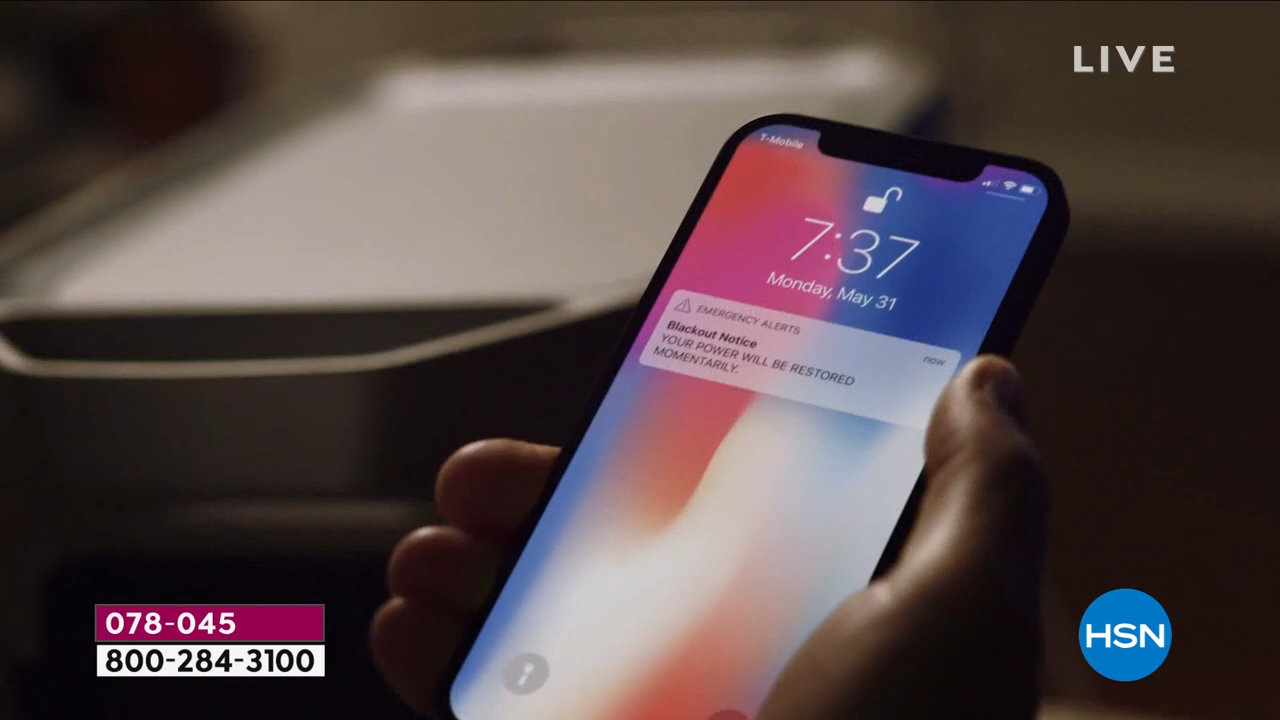 LIVE
T-Mobile
7:37
Monday, May 31
EMERGENCY ALERTS
now
Blackout Notice
YOUR POWER WILL BE RESTORED
MOMENTARILY.
078-045
800-284-3100
HSN